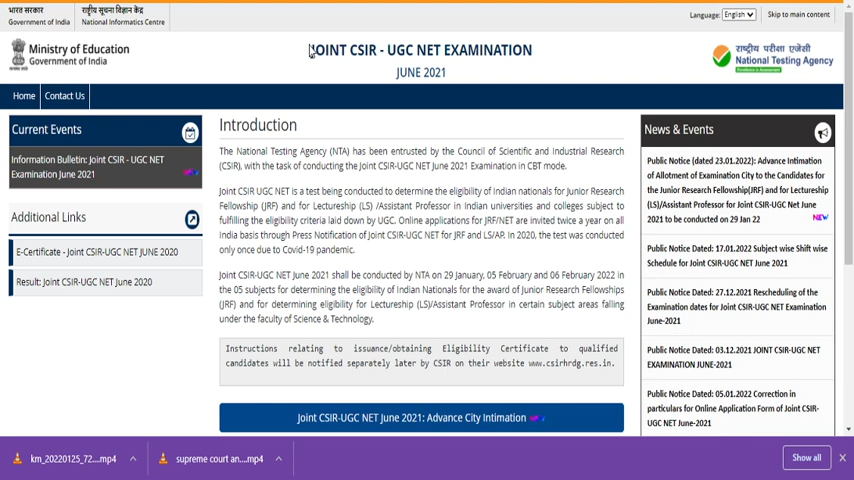 भारत सरकार
Government of India
राष्ट्रीय सूचना विज्ञान केंद्र
National Informatics Centre
Language: English
Skip to main content
Ministry of Education
Government of India
JOINT CSIR - UGC NET EXAMINATION
JUNE 2021
राष्ट्रीय परीक्षा एजेंसी
National Testing Agency
Excellence in Assessment
Home
Contact Us
Current Events
Information Bulletin: Joint CSIR - UGC NET
Examination June 2021
Additional Links
E-Certificate - Joint CSIR-UGC NET JUNE 2020
Result: Joint CSIR-UGC NET June 2020
Introduction
The National Testing Agency (NTA) has been entrusted by the Council of Scientific and Industrial Research
(CSIR), with the task of conducting the Joint CSIR-UGC NET June 2021 Examination in CBT mode.
Joint CSIR UGC NET is a test being conducted to determine the eligibility of Indian nationals for Junior Research
Fellowship (JRF) and for Lectureship (LS) /Assistant Professor in Indian universities and colleges subject to
fulfilling the eligibility criteria laid down by UGC. Online applications for JRF/NET are invited twice a year on all
India basis through Press Notification of Joint CSIR-UGC NET for JRF and LS/AP. In 2020, the test was conducted
only once due to Covid-19 pandemic.
Joint CSIR-UGC NET June 2021 shall be conducted by NTA on 29 January, 05 February and 06 February 2022 in
the 05 subjects for determining the eligibility of Indian Nationals for the award of Junior Research Fellowships
(JRF) and for determining eligibility for Lectureship (LS)/Assistant Professor in certain subject areas falling
under the faculty of Science & Technology.
Instructions relating to issuance/obtaining Eligibility Certificate to qualified
candidates will be notified separately later by CSIR on their website www.csirhrdg.res.in.
Joint CSIR-UGC NET June 2021: Advance City Intimation
News & Events
Public Notice (dated 23.01.2022): Advance Intimation
of Allotment of Examination City to the Candidates for
the Junior Research Fellowship(JRF) and for Lectureship
(LS)/Assistant Professor for Joint CSIR-UGC Net June
2021 to be conducted on 29 Jan 22
NEW
Public Notice Dated: 17.01.2022 Subject wise Shift wise
Schedule for Joint CSIR-UGC NET June 2021
Public Notice Dated: 27.12.2021 Rescheduling of the
Examination dates for Joint CSIR-UGC NET Examination
June-2021
Public Notice Dated: 03.12.2021 JOINT CSIR-UGC NET
EXAMINATION JUNE-2021
Public Notice Dated: 05.01.2022 Correction in
particulars for Online Application Form of Joint CSIR-
UGC NET June-2021
km_20220125_72....mp4
supreme court an....mp4
Show all